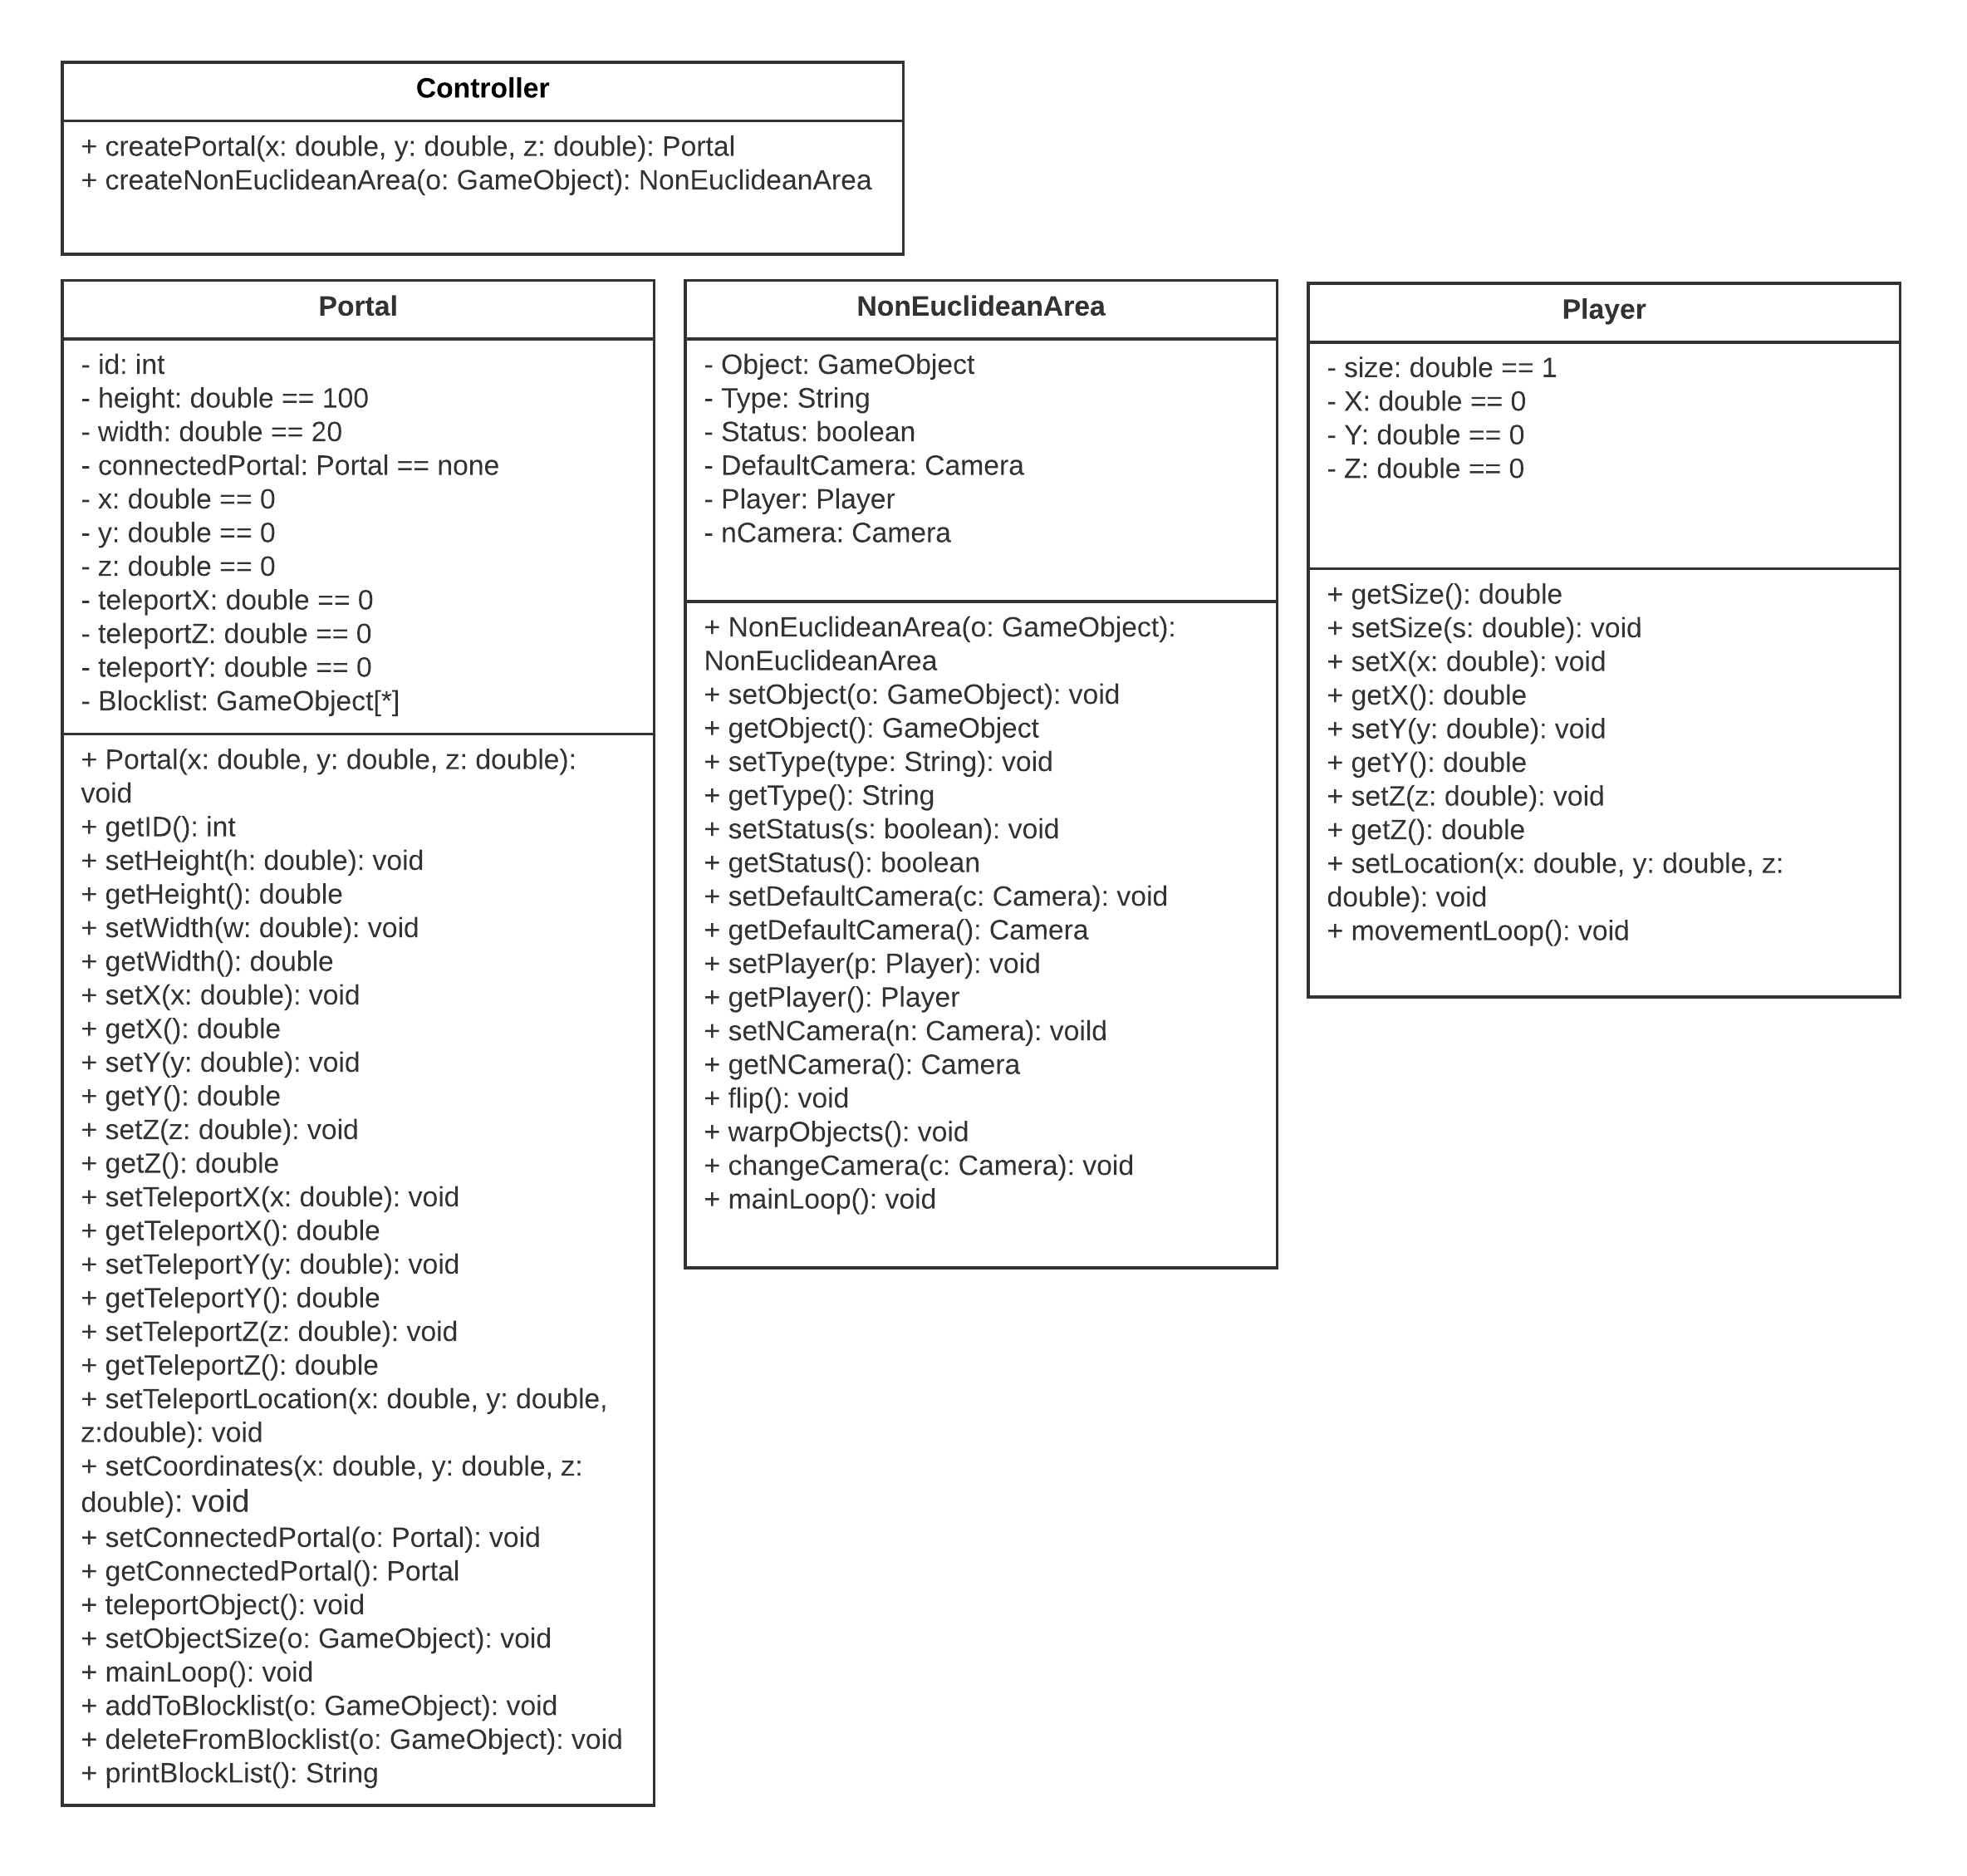 Controller
+ createPortal(x: double, y: double, z: double): Portal
+ createNonEuclideanArea(o: GameObject): NonEuclideanArea
Portal
- id: int
- height: double == 100
- width: double == 20
- connectedPortal: Portal == none
- x: double == 0
- y: double == 0
- z: double == 0
- teleportX: double == 0
- teleportZ: double == 0
- teleportY: double == 0
- Blocklist: GameObject[*]
+ Portal(x: double, y: double, z: double):
void
+ getID(): int
+ setHeight(h: double): void
+ getHeight(): double
+ setWidth(w: double): void
+ getWidth(): double
+ setX(x: double): void
+ getX(): double
+ setY(y: double): void
+ getY(): double
+ setZ(z: double): void
+ getZ(): double
+ setTeleportX(x: double): void
+ getTeleportX(): double
+ setTeleportY(y: double): void
+ getTeleportY(): double
+ setTeleportZ(z: double): void
+ getTeleportZ(): double
+ setTeleportLocation(x: double, y: double,
z:double): void
+ setCoordinates(x: double, y: double, z:
double): void
+ setConnectedPortal(o: Portal): void
+ getConnectedPortal(): Portal
+ teleportObject(): void
+ setObjectSize(o: GameObject): void
+ mainLoop(): void
+ addToBlocklist(o: GameObject): void
+ deleteFromBlocklist(o: GameObject): void
+ printBlockList(): String
NonEuclideanArea
- Object: GameObject
- Type: String
- Status: boolean
- DefaultCamera: Camera
- Player: Player
- nCamera: Camera
+ NonEuclideanArea(o: GameObject):
NonEuclideanArea
+ setObject(o: GameObject): void
+ getObject(): GameObject
+ setType(type: String): void
+ getType(): String
+ setStatus(s: boolean): void
+ getStatus(): boolean
+ setDefaultCamera(c: Camera): void
+ getDefaultCamera(): Camera
+ setPlayer(p: Player): void
+ getPlayer(): Player
+ setNCamera(n: Camera): voild
+ getNCamera(): Camera
+ flip(): void
+ warpObjects(): void
+ changeCamera(c: Camera): void
+ mainLoop(): void
Player
- size: double == 1
- X: double == 0
- Y: double == 0
- Z: double == 0
+ getSize(): double
+ setSize(s: double): void
+ setX(x: double): void
+ getX(): double
+ setY(y: double): void
+ getY(): double
+ setZ(z: double): void
+ getZ(): double
+ setLocation(x: double, y: double, z:
double): void
+ movementLoop(): void